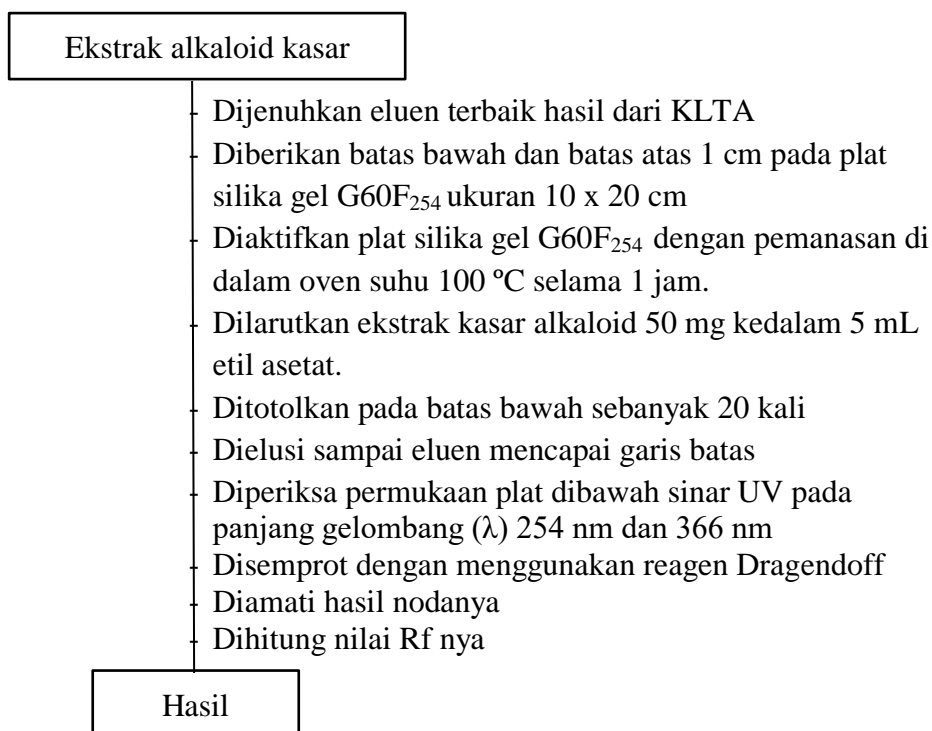 Ekstrak alkaloid kasar
- Dijenuhkan eluen terbaik hasil dari KLTA
- Diberikan batas bawah dan batas atas 1 cm pada plat
silika gel G60F₂₅₄ ukuran 10 x 20 cm
- Diaktifkan plat silika gel G60F₂₅₄ dengan pemanasan di
dalam oven suhu 100 ºC selama 1 jam.
- Dilarutkan ekstrak kasar alkaloid 50 mg kedalam 5 mL
etil asetat.
- Ditotolkan pada batas bawah sebanyak 20 kali
- Dielusi sampai eluen mencapai garis batas
- Diperiksa permukaan plat dibawah sinar UV pada
panjang gelombang (λ) 254 nm dan 366 nm
- Disemprot dengan menggunakan reagen Dragendoff
- Diamati hasil nodanya
- Dihitung nilai Rf nya
Hasil